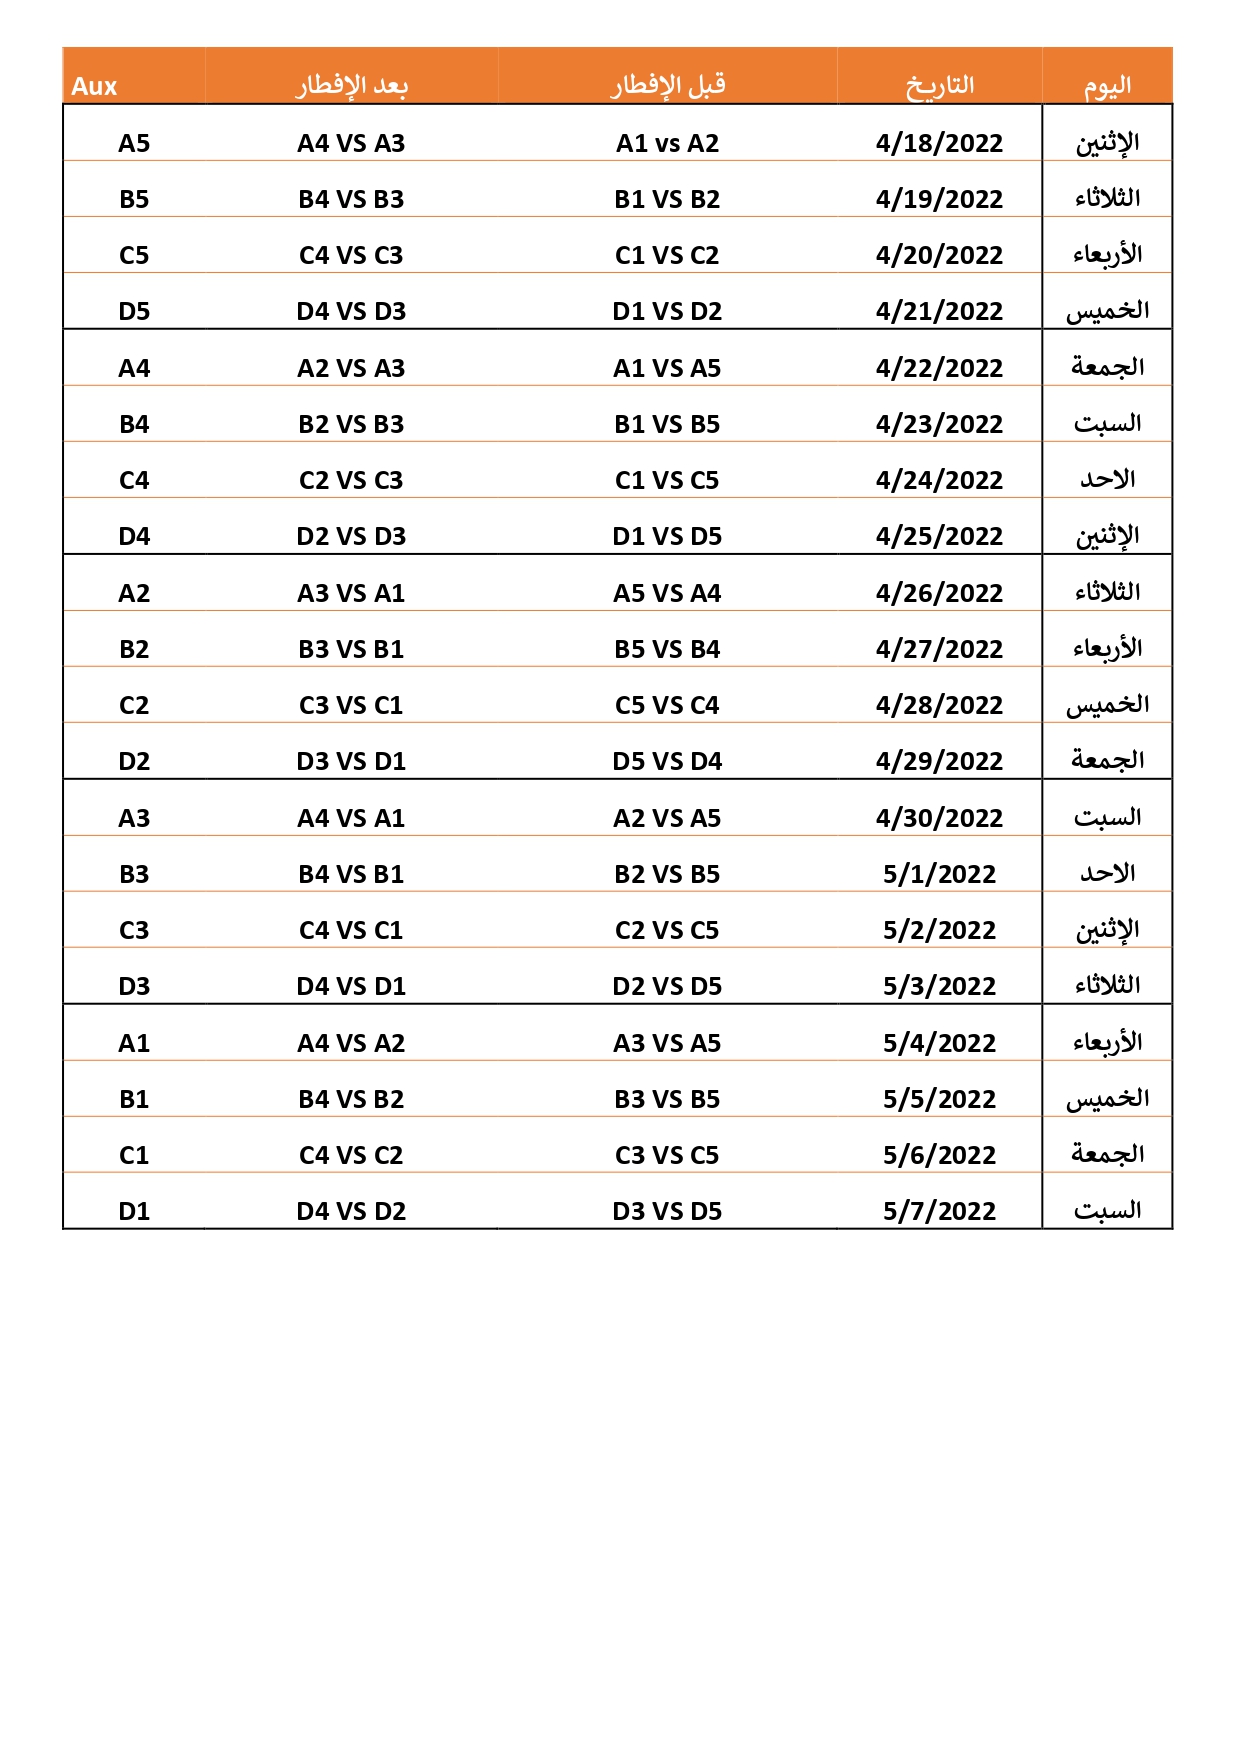 اليوم التاريخ قبل الإفطار بعد الإفطار Aux
الإثنين 4/18/2022 A1 vs A2 A4 VS A3 A5
الثلاثاء 4/19/2022 B1 VS B2 B4 VS B3 B5
الأربعاء 4/20/2022 C1 VS C2 C4 VS C3 C5
الخميس 4/21/2022 D1 VS D2 D4 VS D3 D5
الجمعة 4/22/2022 A1 VS A5 A2 VS A3 A4
السبت 4/23/2022 B1 VS B5 B2 VS B3 B4
الاحد 4/24/2022 C1 VS C5 C2 VS C3 C4
الإثنين 4/25/2022 D1 VS D5 D2 VS D3 D4
الثلاثاء 4/26/2022 A5 VS A4 A3 VS A1 A2
الأربعاء 4/27/2022 B5 VS B4 B3 VS B1 B2
الخميس 4/28/2022 C5 VS C4 C3 VS C1 C2
الجمعة 4/29/2022 D5 VS D4 D3 VS D1 D2
السبت 4/30/2022 A2 VS A5 A4 VS A1 A3
الاحد 5/1/2022 B2 VS B5 B4 VS B1 B3
الإثنين 5/2/2022 C2 VS C5 C4 VS C1 C3
الثلاثاء 5/3/2022 D2 VS D5 D4 VS D1 D3
الأربعاء 5/4/2022 A3 VS A5 A4 VS A2 A1
الخميس 5/5/2022 B3 VS B5 B4 VS B2 B1
الجمعة 5/6/2022 C3 VS C5 C4 VS C2 C1
السبت 5/7/2022 D3 VS D5 D4 VS D2 D1